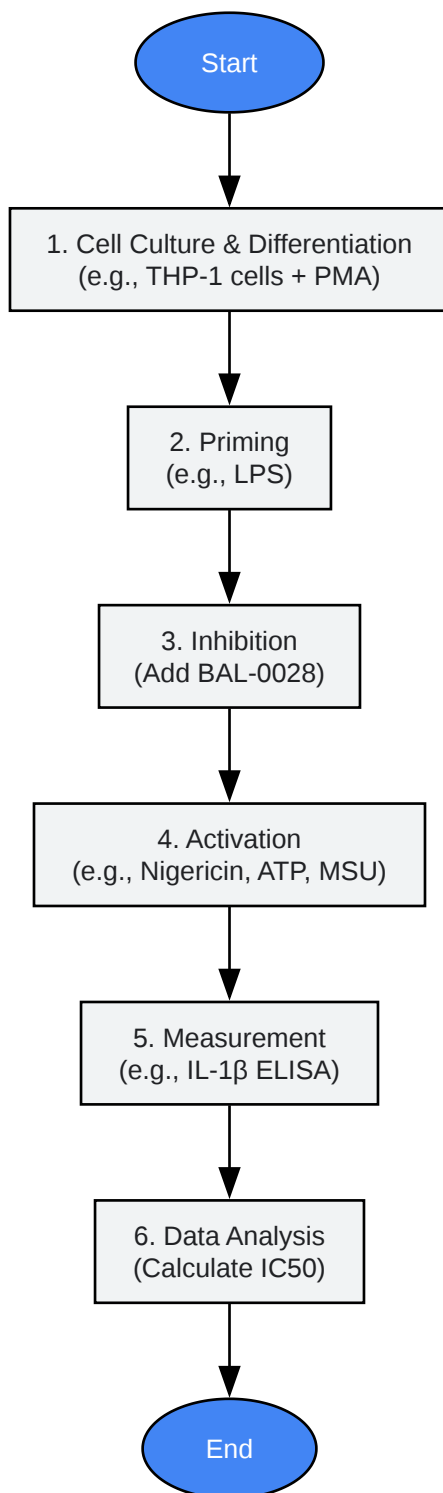 Start
1. Cell Culture & Differentiation
(e.g., THP-1 cells + PMA)
2. Priming
(e.g., LPS)
3. Inhibition
(Add BAL-0028)
4. Activation
(e.g., Nigericin, ATP, MSU)
5. Measurement
(e.g., IL-1β ELISA)
6. Data Analysis
(Calculate IC50)
End